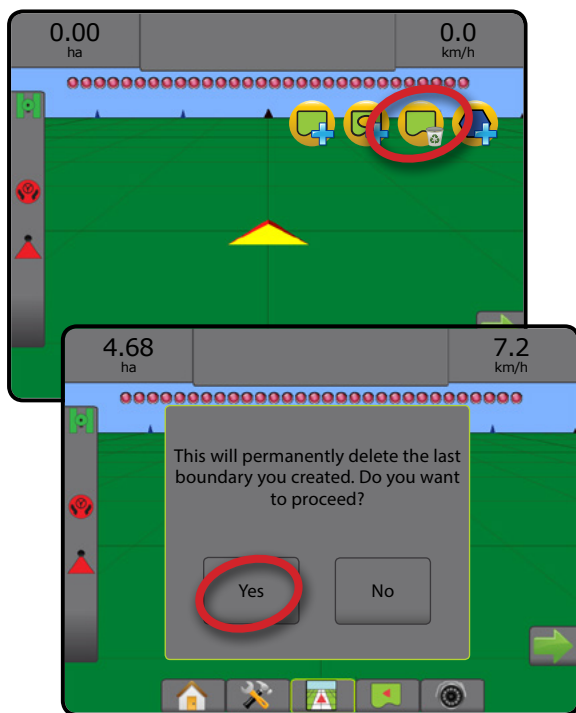 0.00
ha
0.0
km/h
4.68
ha
7.2
km/h
This will permanently delete the last
boundary you created. Do you want
to proceed?
Yes
No